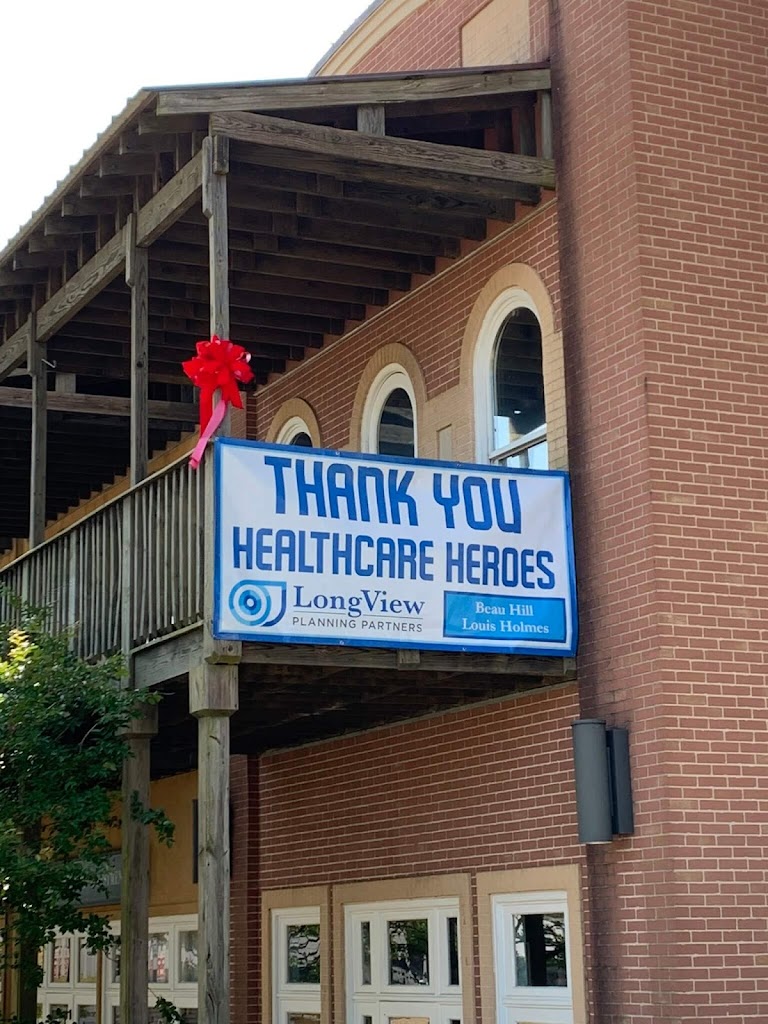 THANK YOU
HEALTHCARE HEROES
LongView
PLANNING PARTNERS
Beau Hill
Louis Holmes